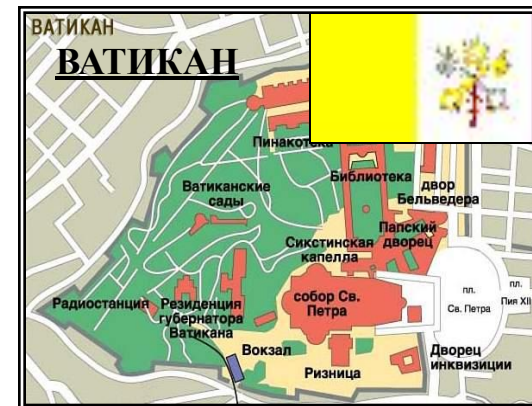 ВАТИКАН
ВАТИКАН
Пинакотека
Библиотека
двор
Бельведера
Ватиканские
сады
Папский
дворец
Сикстинская
капелла
собор Св.
Петра
пл.
Св. Петра
пл.
Пия XII
Радиостанция
Резиденция
губернатора
Ватикана
Вокзал
Ризница
Дворец
инквизиции